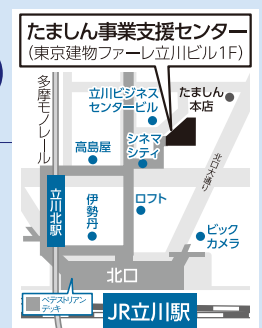 たましん事業支援センター
（東京建物ファーレ立川ビル1F）
多摩モノレール
立川ビジネス
センタービル
たましん
本店
シネマ
シティ
高島屋
北口大通り
立川北駅
伊勢丹
ロフト
ビック
カメラ
北口
ペデストリアン
デッキ
JR立川駅